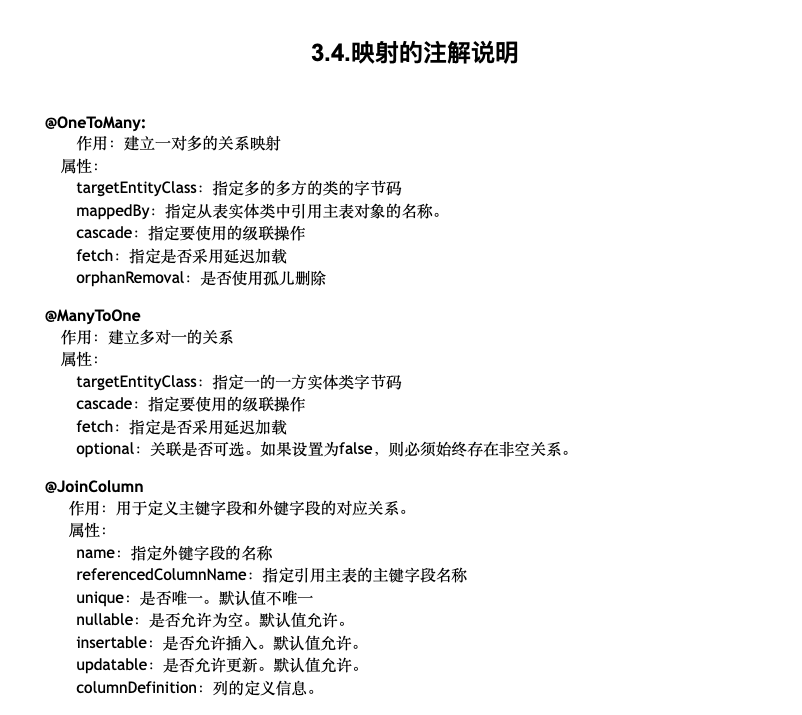 3.4.映射的注解说明
@OneToMany:
作用：建立一对多的关系映射
属性：
targetEntityClass：指定多的多方的类的字节码
mappedBy：指定从表实体类中引用主表对象的名称。
cascade：指定要使用的级联操作
fetch：指定是否采用延迟加载
orphanRemoval：是否使用孤儿删除
@ManyToOne
作用：建立多对一的关系
属性：
targetEntityClass：指定一的一方实体类字节码
cascade：指定要使用的级联操作
fetch：指定是否采用延迟加载
optional：关联是否可选。如果设置为false，则必须始终存在非空关系。
@JoinColumn
作用：用于定义主键字段和外键字段的对应关系。
属性：
name：指定外键字段的名称
referencedColumnName：指定引用主表的主键字段名称
unique：是否唯一。默认值不唯一
nullable：是否允许为空。默认值允许。
insertable：是否允许插入。默认值允许。
updatable：是否允许更新。默认值允许。
columnDefinition：列的定义信息。